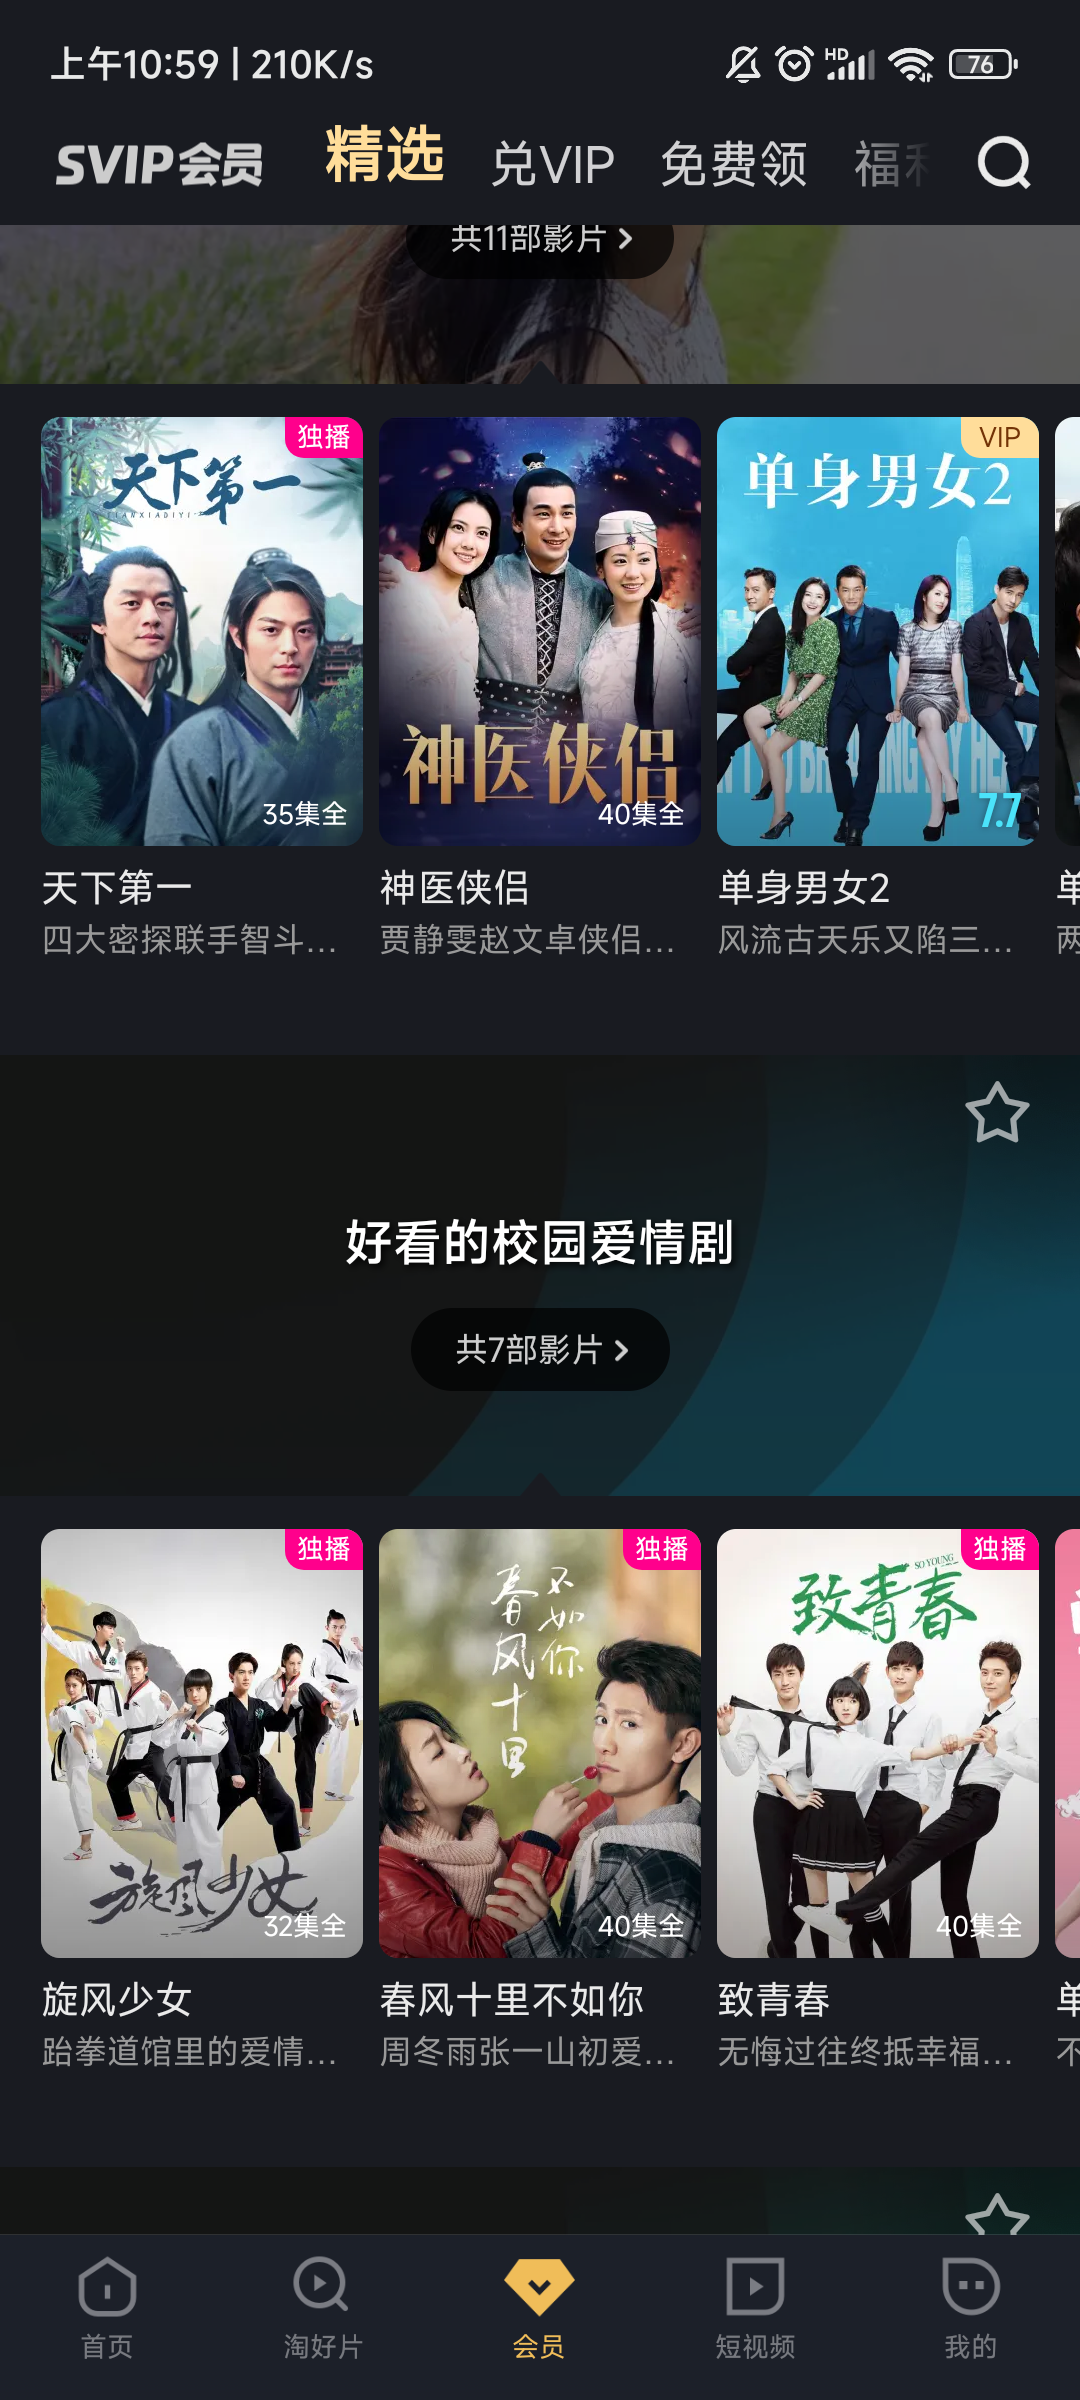 上午10:59 | 210K/s
HD
76
SVIP会员 精选 兑VIP 免费领 福利
共11部影片
独播
天下第一
TIANXIADIYI
35集全
神医侠侣
40集全
VIP
单身男女2
7.7
天下第一
四大密探联手智斗...
神医侠侣
贾静雯赵文卓侠侣...
单身男女2
风流古天乐又陷三...
单
两
好看的校园爱情剧
共7部影片
独播
旋风少女
32集全
独播
春风十里
不如你
40集全
独播
致青春
SO YOUNG
40集全
旋风少女
跆拳道馆里的爱情...
春风十里不如你
周冬雨张一山初爱...
致青春
无悔过往终抵幸福...
单
不
首页 淘好片 会员 短视频 我的